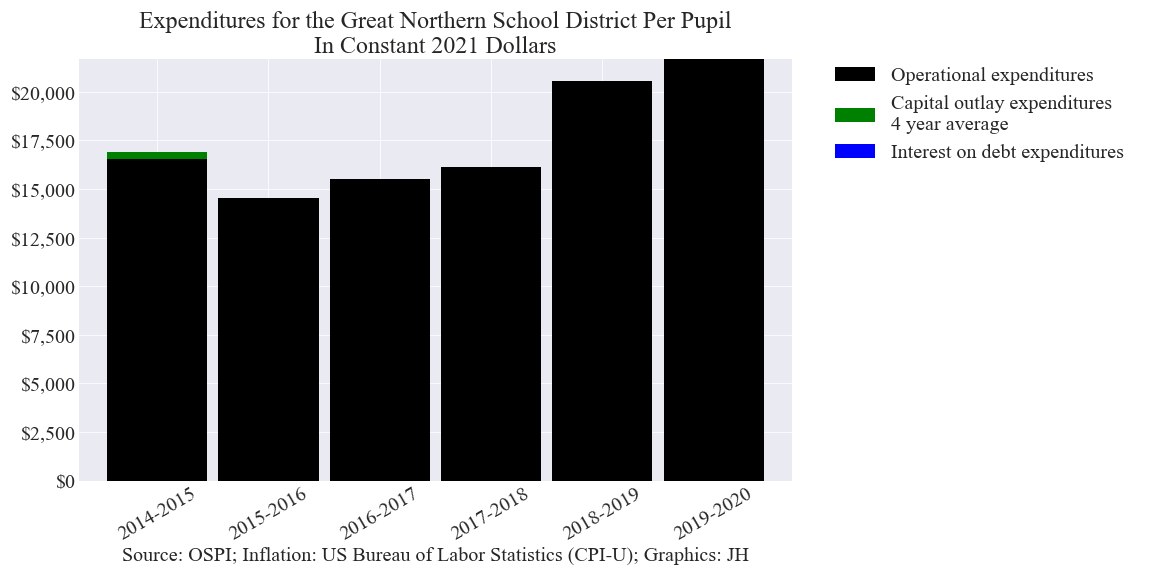 Expenditures for the Great Northern School District Per Pupil
In Constant 2021 Dollars
$20,000
$17,500
$15,000
$12,500
$10,000
$7,500
$5,000
$2,500
$0
2014-2015
2015-2016
2016-2017
2017-2018
2018-2019
2019-2020
Source: OSPI; Inflation: US Bureau of Labor Statistics (CPI-U); Graphics: JH
Operational expenditures
Capital outlay expenditures
4 year average
Interest on debt expenditures